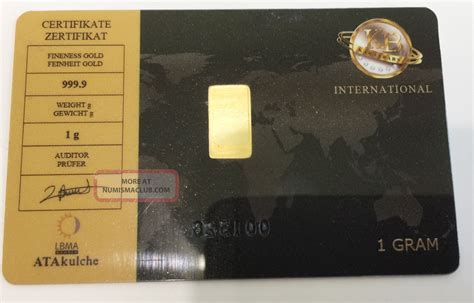 CERTIFIKATE
ZERTIFIKAT
FINENESS GOLD
FEINHEIT GOLD
999.9
WEIGHT g
GEWICHT g
1 g
AUDITOR
PRÜFER
MORE AT
NUMISMACLUB.COM
LBMA
ATAkulche
INTERNATIONAL
1 GRAM